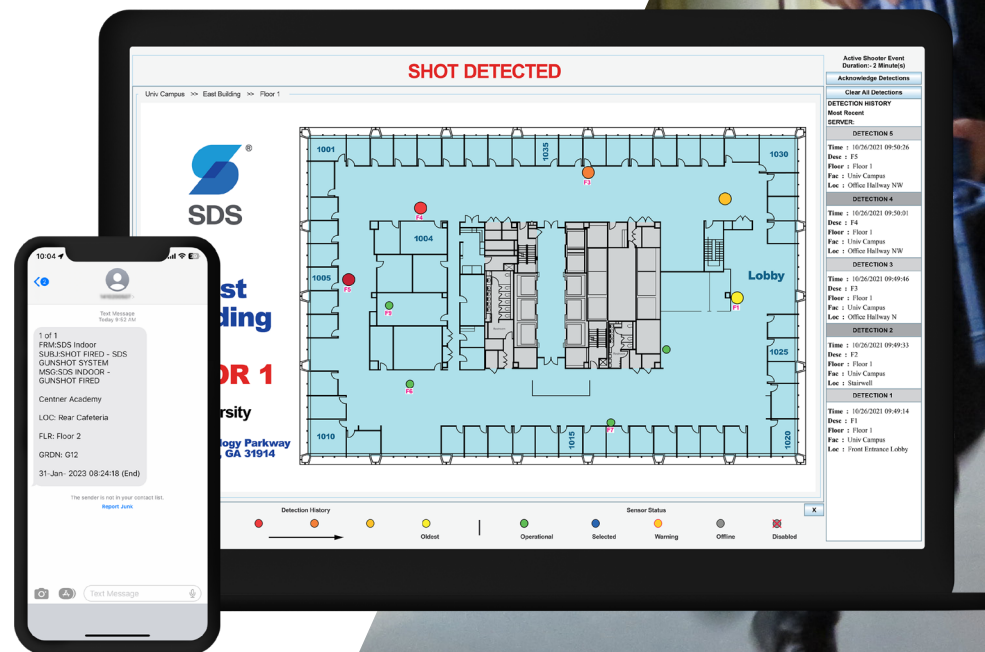 SHOT DETECTED
Univ Campus >> East Building >> Floor 1
®
SDS
st
ding
OR 1
rsity
logy Parkway
, GA 31914
1001
1035
1030
F3
F4
1004
1005
F5
F9
Lobby
F1
1025
F6
F7
1010
1015
1020
Detection History
Sensor Status
X
Oldest
Operational
Selected
Warning
Offline
Disabled
Active Shooter Event
Duration:- 2 Minute(s)
Acknowledge Detections
Clear All Detections
DETECTION HISTORY
Most Recent
SERVER:
DETECTION 5
Time : 10/26/2021 09:50:26
Desc : F5
Floor : Floor 1
Fac : Univ Campus
Loc : Office Hallway NW
DETECTION 4
Time : 10/26/2021 09:50:01
Desc : F4
Floor : Floor 1
Fac : Univ Campus
Loc : Office Hallway NW
DETECTION 3
Time : 10/26/2021 09:49:46
Desc : F3
Floor : Floor 1
Fac : Univ Campus
Loc : Office Hallway N
DETECTION 2
Time : 10/26/2021 09:49:33
Desc : F2
Floor : Floor 1
Fac : Univ Campus
Loc : Stairwell
DETECTION 1
Time : 10/26/2021 09:49:14
Desc : F1
Floor : Floor 1
Fac : Univ Campus
Loc : Front Entrance Lobby
10:04
2
Text Message
Today 9:52 AM
1 of 1
FRM:SDS Indoor
SUBJ:SHOT FIRED - SDS
GUNSHOT SYSTEM
MSG:SDS INDOOR -
GUNSHOT FIRED
Centner Academy
LOC: Rear Cafeteria
FLR: Floor 2
GRDN: G12
31-Jan- 2023 08:24:18 (End)
The sender is not in your contact list.
Report Junk
Text Message